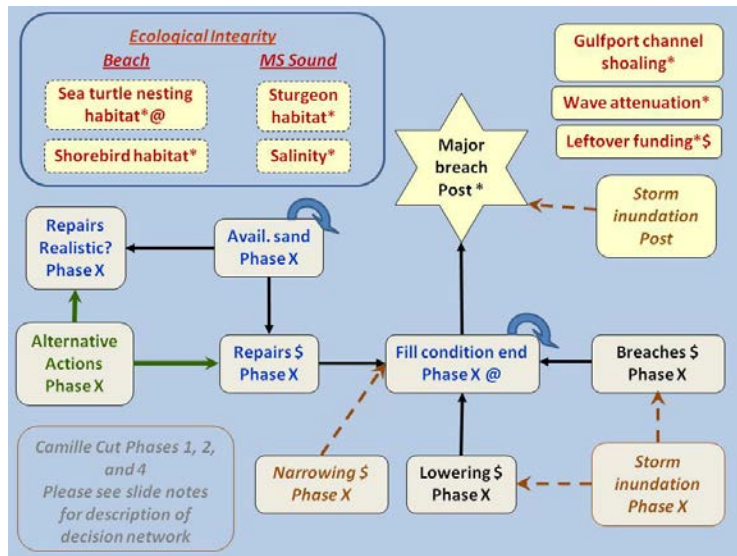 Ecological Integrity
Beach
MS Sound
Sea turtle nesting
habitat*@
Sturgeon
habitat*
Shorebird habitat*
Salinity*
Gulfport channel
shoaling*
Wave attenuation*
Leftover funding*$
Major
breach
Post *
Storm
inundation
Post
Repairs
Realistic?
Phase X
Avail. sand
Phase X
Alternative
Actions
Phase X
Repairs $
Phase X
Fill condition end
Phase X @
Breaches $
Phase X
Camille Cut Phases 1, 2,
and 4
Please see slide notes
for description of
decision network
Narrowing $
Phase X
Lowering $
Phase X
Storm
inundation
Phase X